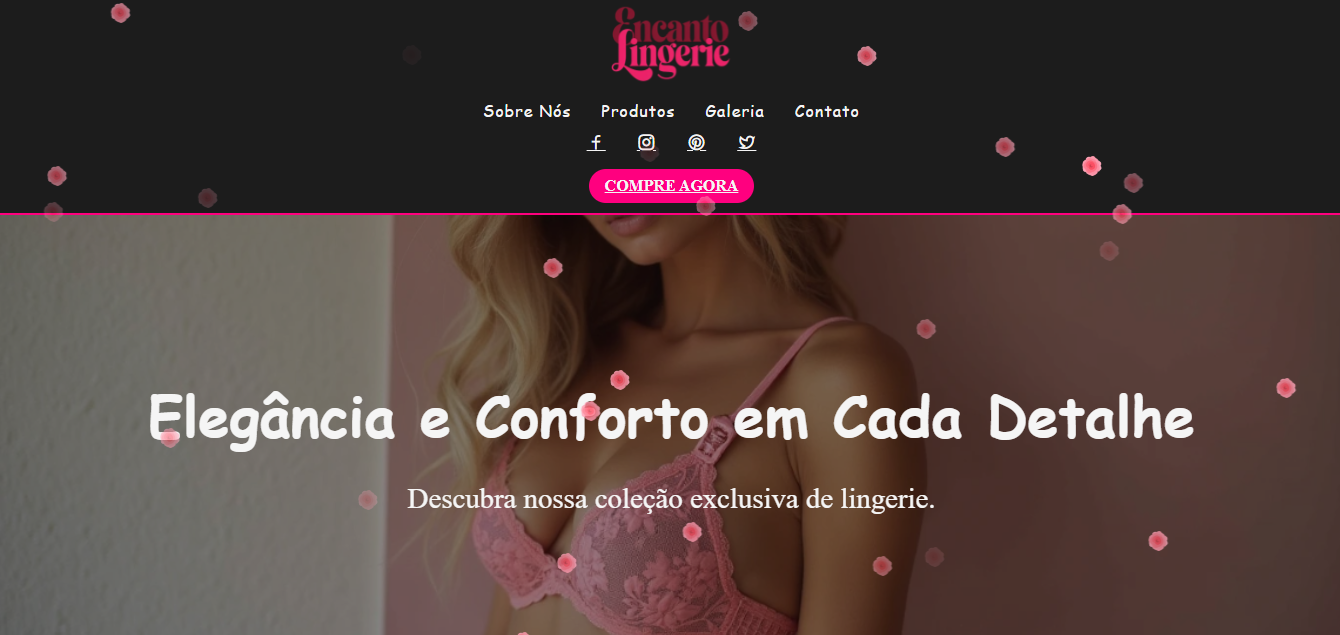 Encanto
Lingerie
Sobre Nós Produtos Galeria Contato
COMPRE AGORA
Elegância e Conforto em Cada Detalhe
Descubra nossa coleção exclusiva de lingerie.